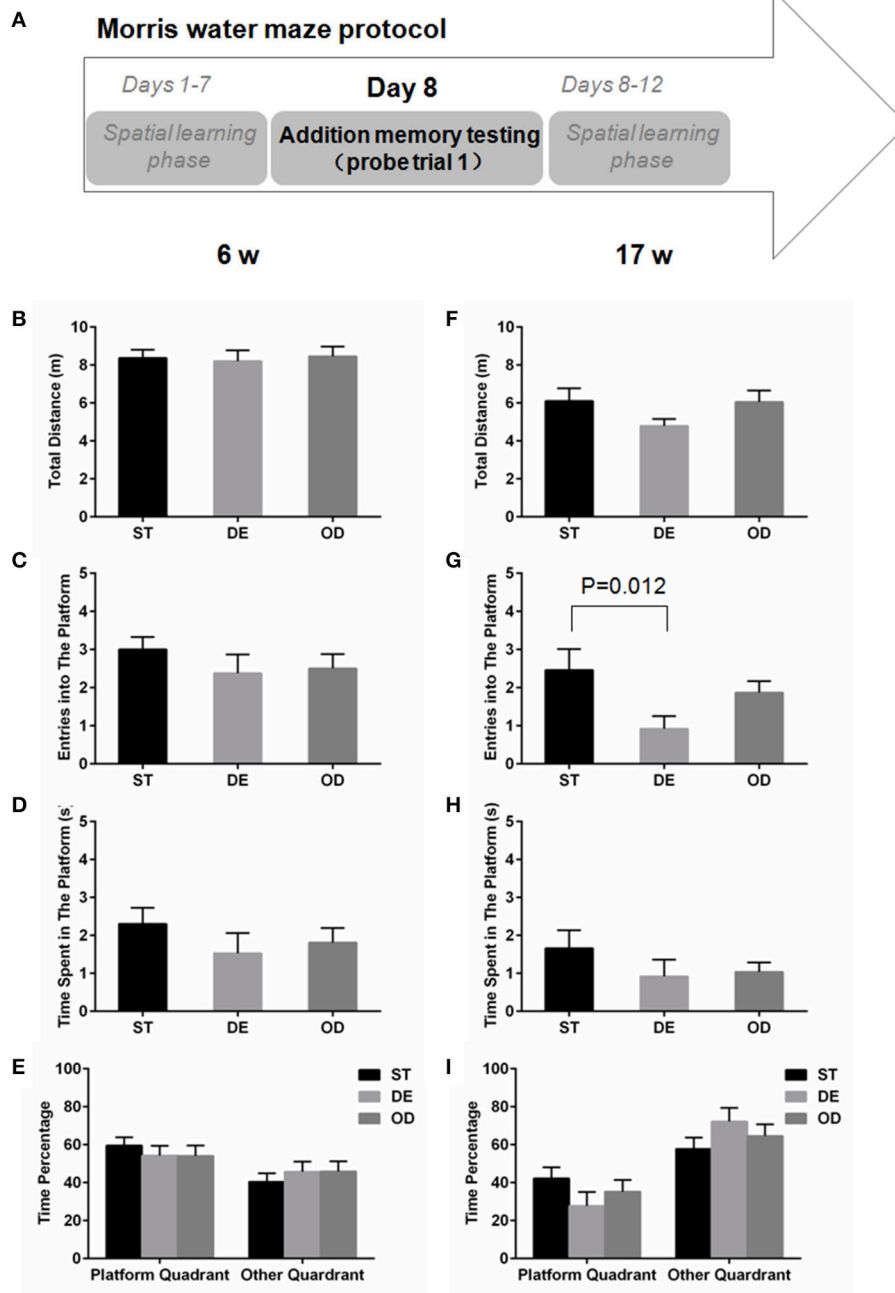 A
Morris water maze protocol
Days 1-7
Day 8
Days 8-12
Spatial learning
phase
Addition memory testing
(probe trial 1)
Spatial learning
phase
6 w
17 w
B
Total Distance (m)
10
8
6
4
2
0
ST DE OD
F
Total Distance (m)
10
8
6
4
2
0
ST DE OD
C
Entries into The Platform
5
4
3
2
1
0
ST DE OD
G
Entries into The Platform
5
4
3
2
1
0
P=0.012
ST DE OD
D
Time Spent in The Platform (s)
5
4
3
2
1
0
ST DE OD
H
Time Spent in The Platform (s)
5
4
3
2
1
0
ST DE OD
E
Time Percentage
100
80
60
40
20
0
ST
DE
OD
Platform Quadrant Other Quardrant
I
Time Percentage
100
80
60
40
20
0
ST
DE
OD
Platform Quadrant Other Quardrant